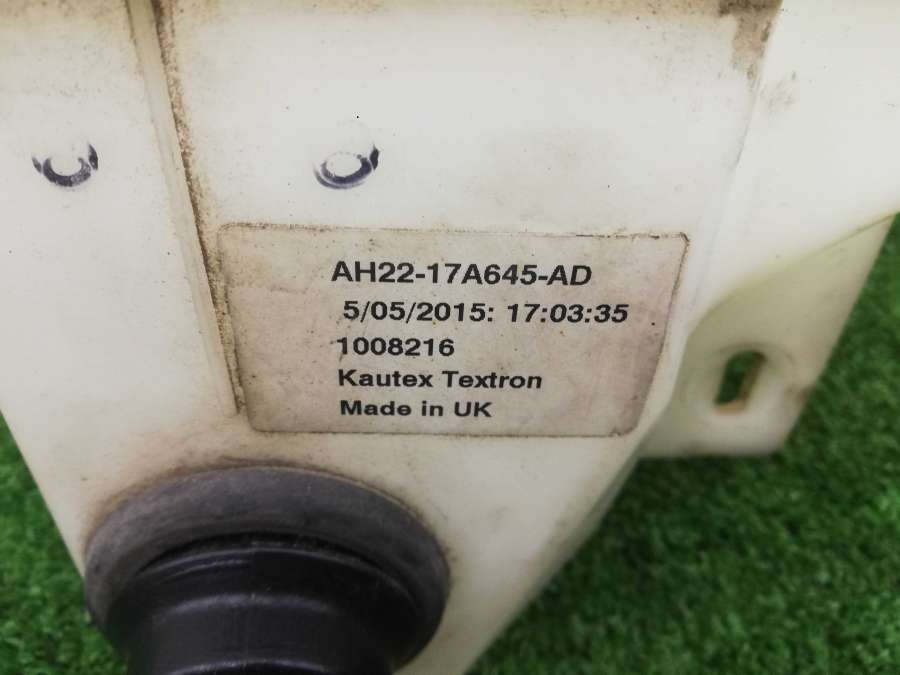 AH22-17A645-AD
5/05/2015: 17:03:35
1008216
Kautex Textron
Made in UK